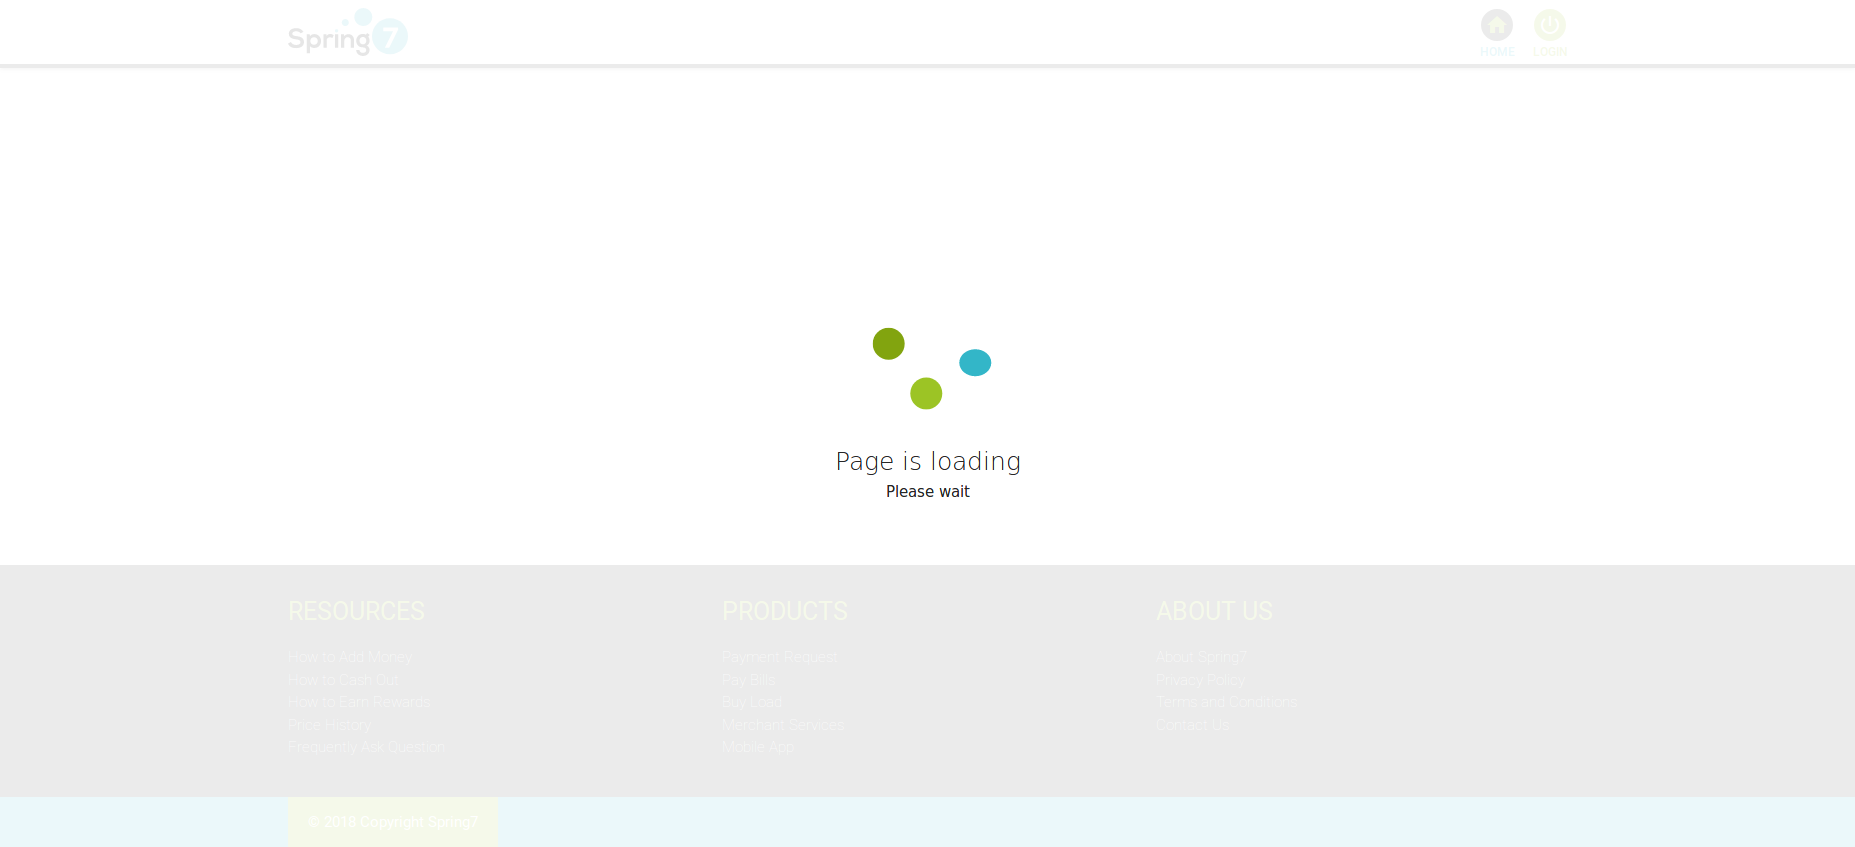 Spring7
HOME
LOGIN
Page is loading
Please wait
RESOURCES
How to Add Money
How to Cash Out
How to Earn Rewards
Price History
Frequently Ask Question
PRODUCTS
Payment Request
Pay Bills
Buy Load
Merchant Services
Mobile App
ABOUT US
About Spring7
Privacy Policy
Terms and Conditions
Contact Us
© 2018 Copyright Spring7